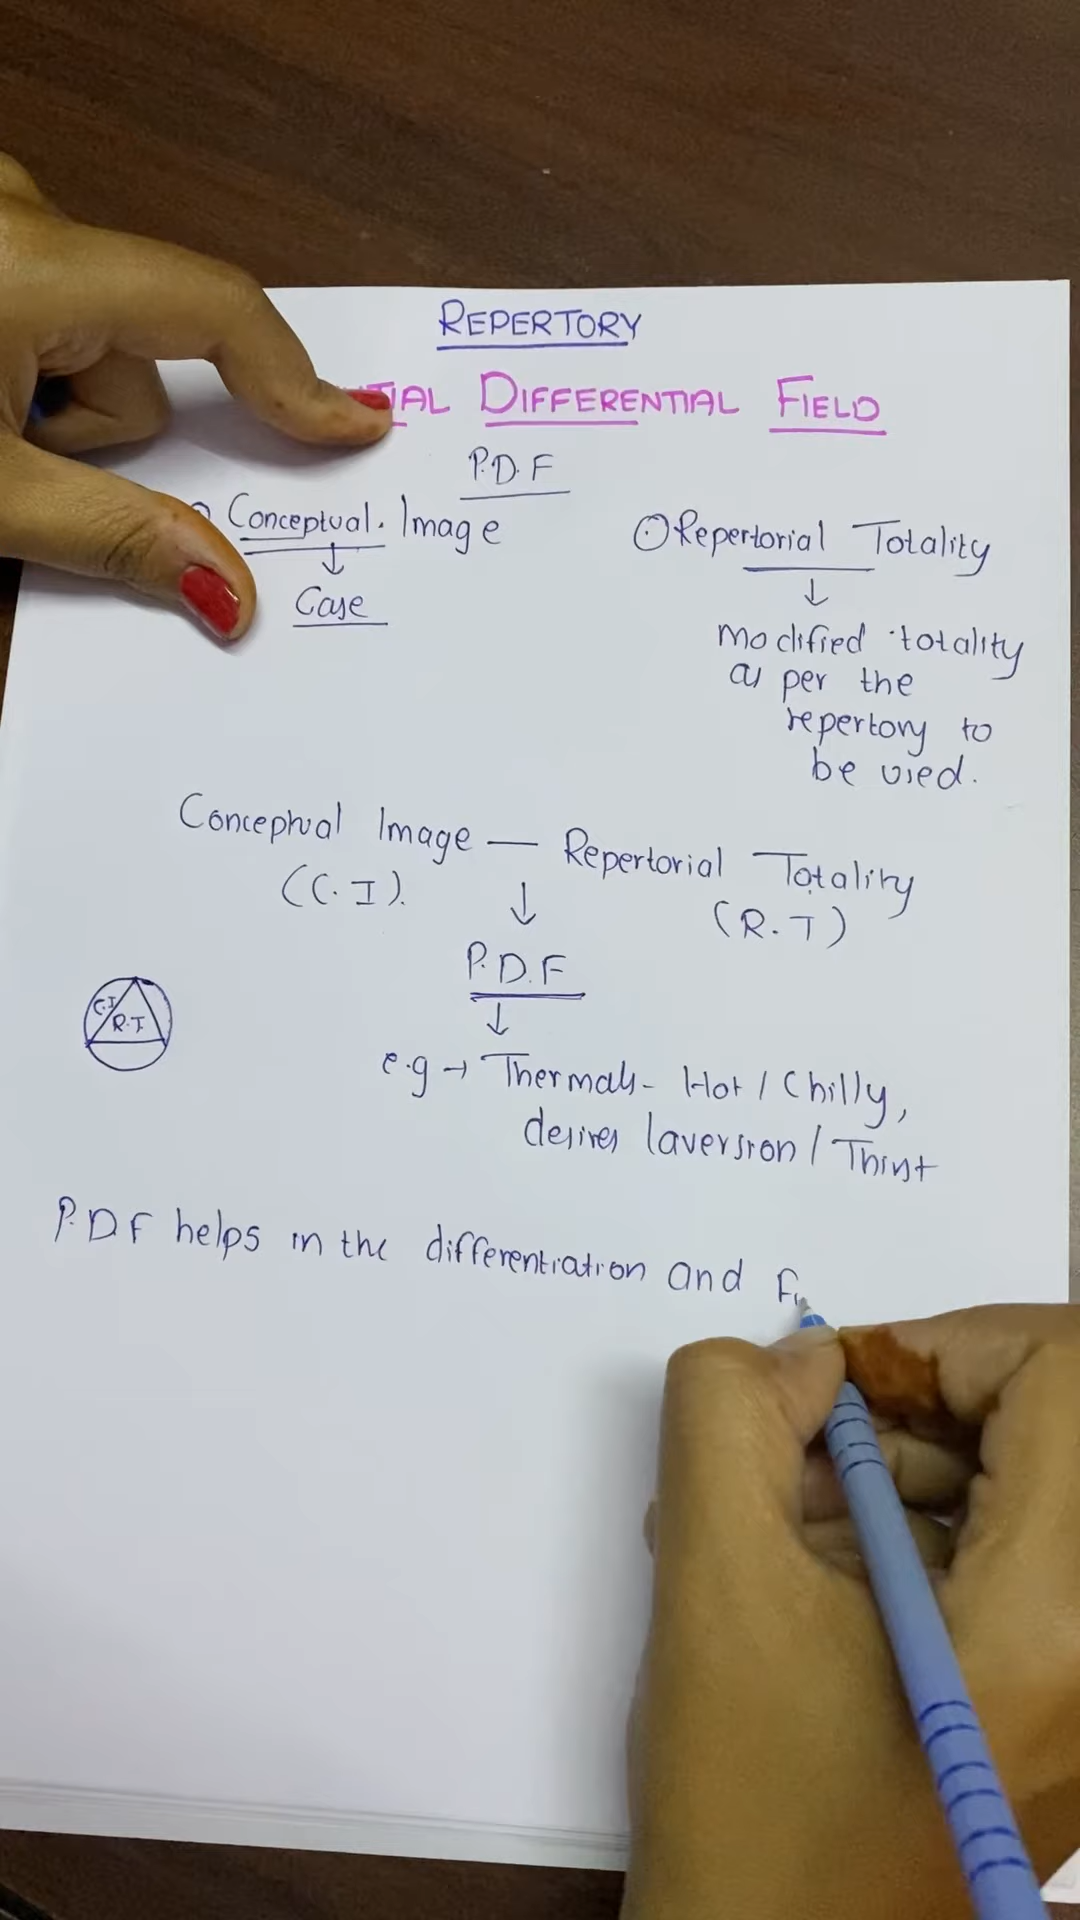 REPERTORY
TIAL DIFFERENTIAL FIELD
P.D.F
Conceptual. Image
↓
Case
⊙ Repertorial Totality
↓
modified totality
as per the
repertory to
be used.
Conceptual Image — Repertorial Totality
(C.I). ↓ (R.T)
P.D.F
↓
C.I
R.T
e.g → Thermals - Hot / Chilly,
desires /aversion / Thirst
P.D.F helps in the differentiation and